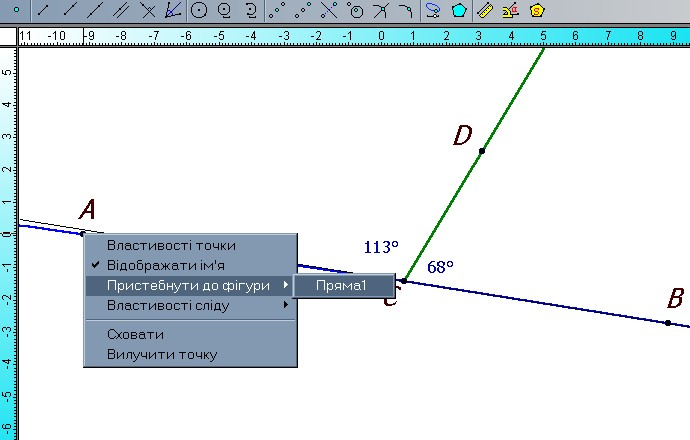 S
11 -10 -9 -8 -7 -6 -5 -4 -3 -2 -1 0 1 2 3 4 5 6 7 8 9
5
4
3
2
1
0
-1
-2
-3
-4
-5
-6
D
A
113°
68°
C
B
Властивості точки
Відображати ім'я
Пристебнути до фігури
Пряма1
Властивості сліду
Сховати
Вилучити точку